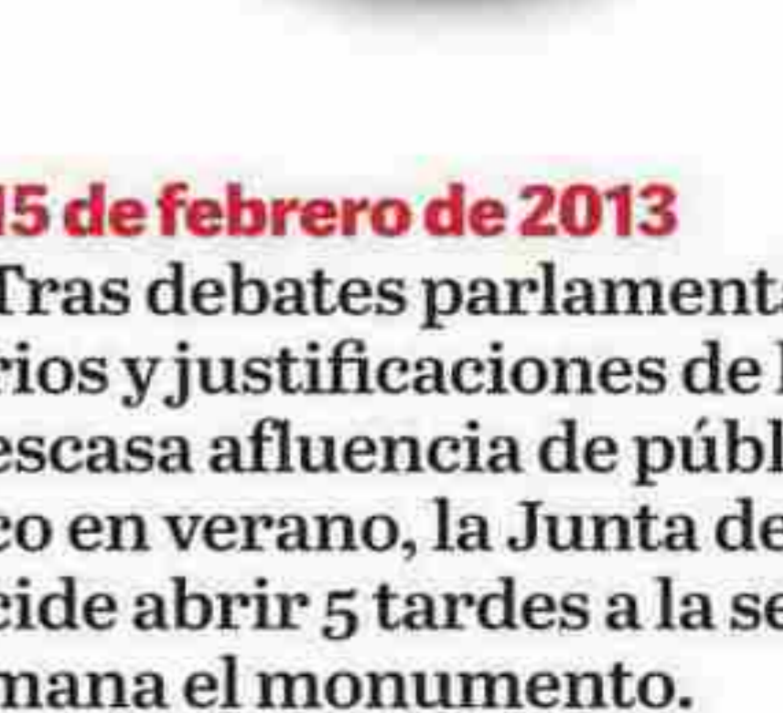 15 de febrero de 2013
Tras debates parlamenta
rios y justificaciones de l
escasa afluencia de públ
co en verano, la Junta de
cide abrir 5 tardes a la se
mana el monumento.